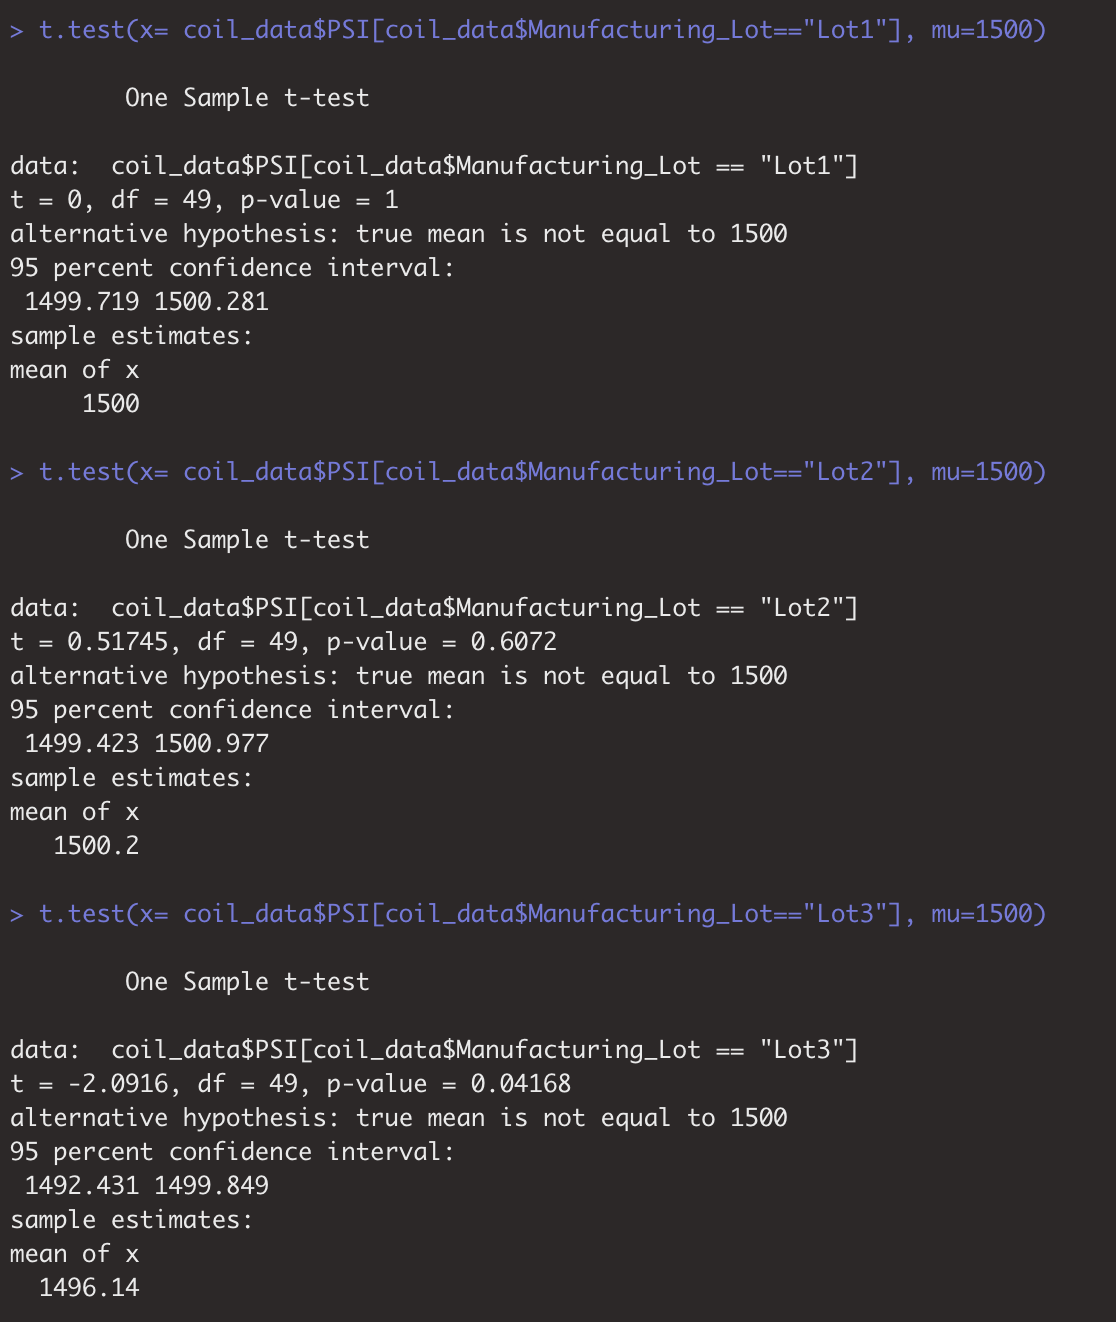 > t.test(x= coil_data$PSI[coil_data$Manufacturing_Lot=="Lot1"], mu=1500)
One Sample t-test
data:  coil_data$PSI[coil_data$Manufacturing_Lot == "Lot1"]
t = 0, df = 49, p-value = 1
alternative hypothesis: true mean is not equal to 1500
95 percent confidence interval:
 1499.719 1500.281
sample estimates:
mean of x
     1500
> t.test(x= coil_data$PSI[coil_data$Manufacturing_Lot=="Lot2"], mu=1500)
One Sample t-test
data:  coil_data$PSI[coil_data$Manufacturing_Lot == "Lot2"]
t = 0.51745, df = 49, p-value = 0.6072
alternative hypothesis: true mean is not equal to 1500
95 percent confidence interval:
 1499.423 1500.977
sample estimates:
mean of x
   1500.2
> t.test(x= coil_data$PSI[coil_data$Manufacturing_Lot=="Lot3"], mu=1500)
One Sample t-test
data:  coil_data$PSI[coil_data$Manufacturing_Lot == "Lot3"]
t = -2.0916, df = 49, p-value = 0.04168
alternative hypothesis: true mean is not equal to 1500
95 percent confidence interval:
 1492.431 1499.849
sample estimates:
mean of x
  1496.14